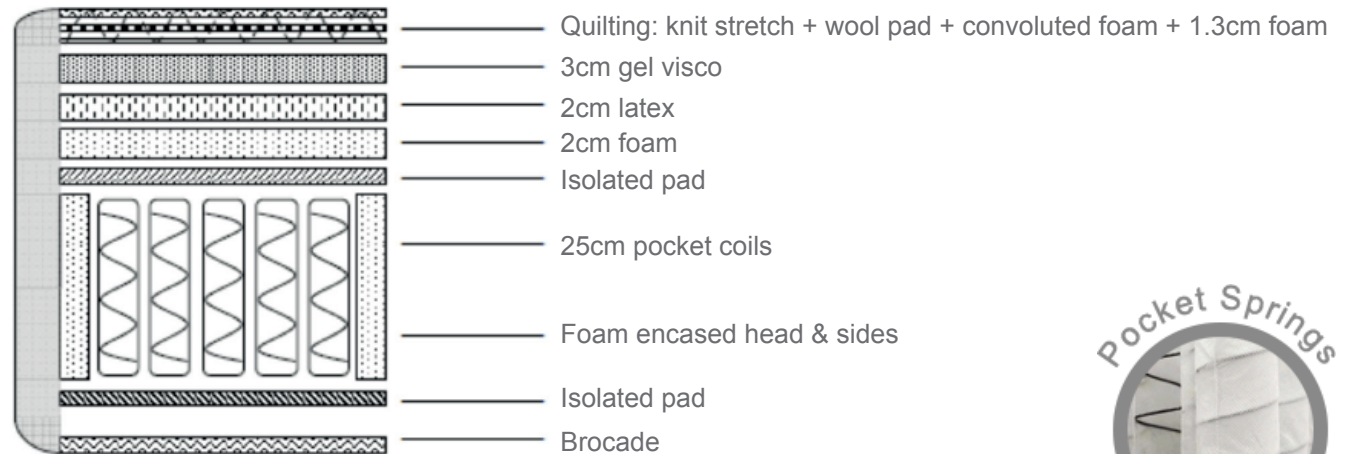 Quilting: knit stretch + wool pad + convoluted foam + 1.3cm foam
3cm gel visco
2cm latex
2cm foam
Isolated pad
25cm pocket coils
Foam encased head & sides
Isolated pad
Brocade
Pocket Springs